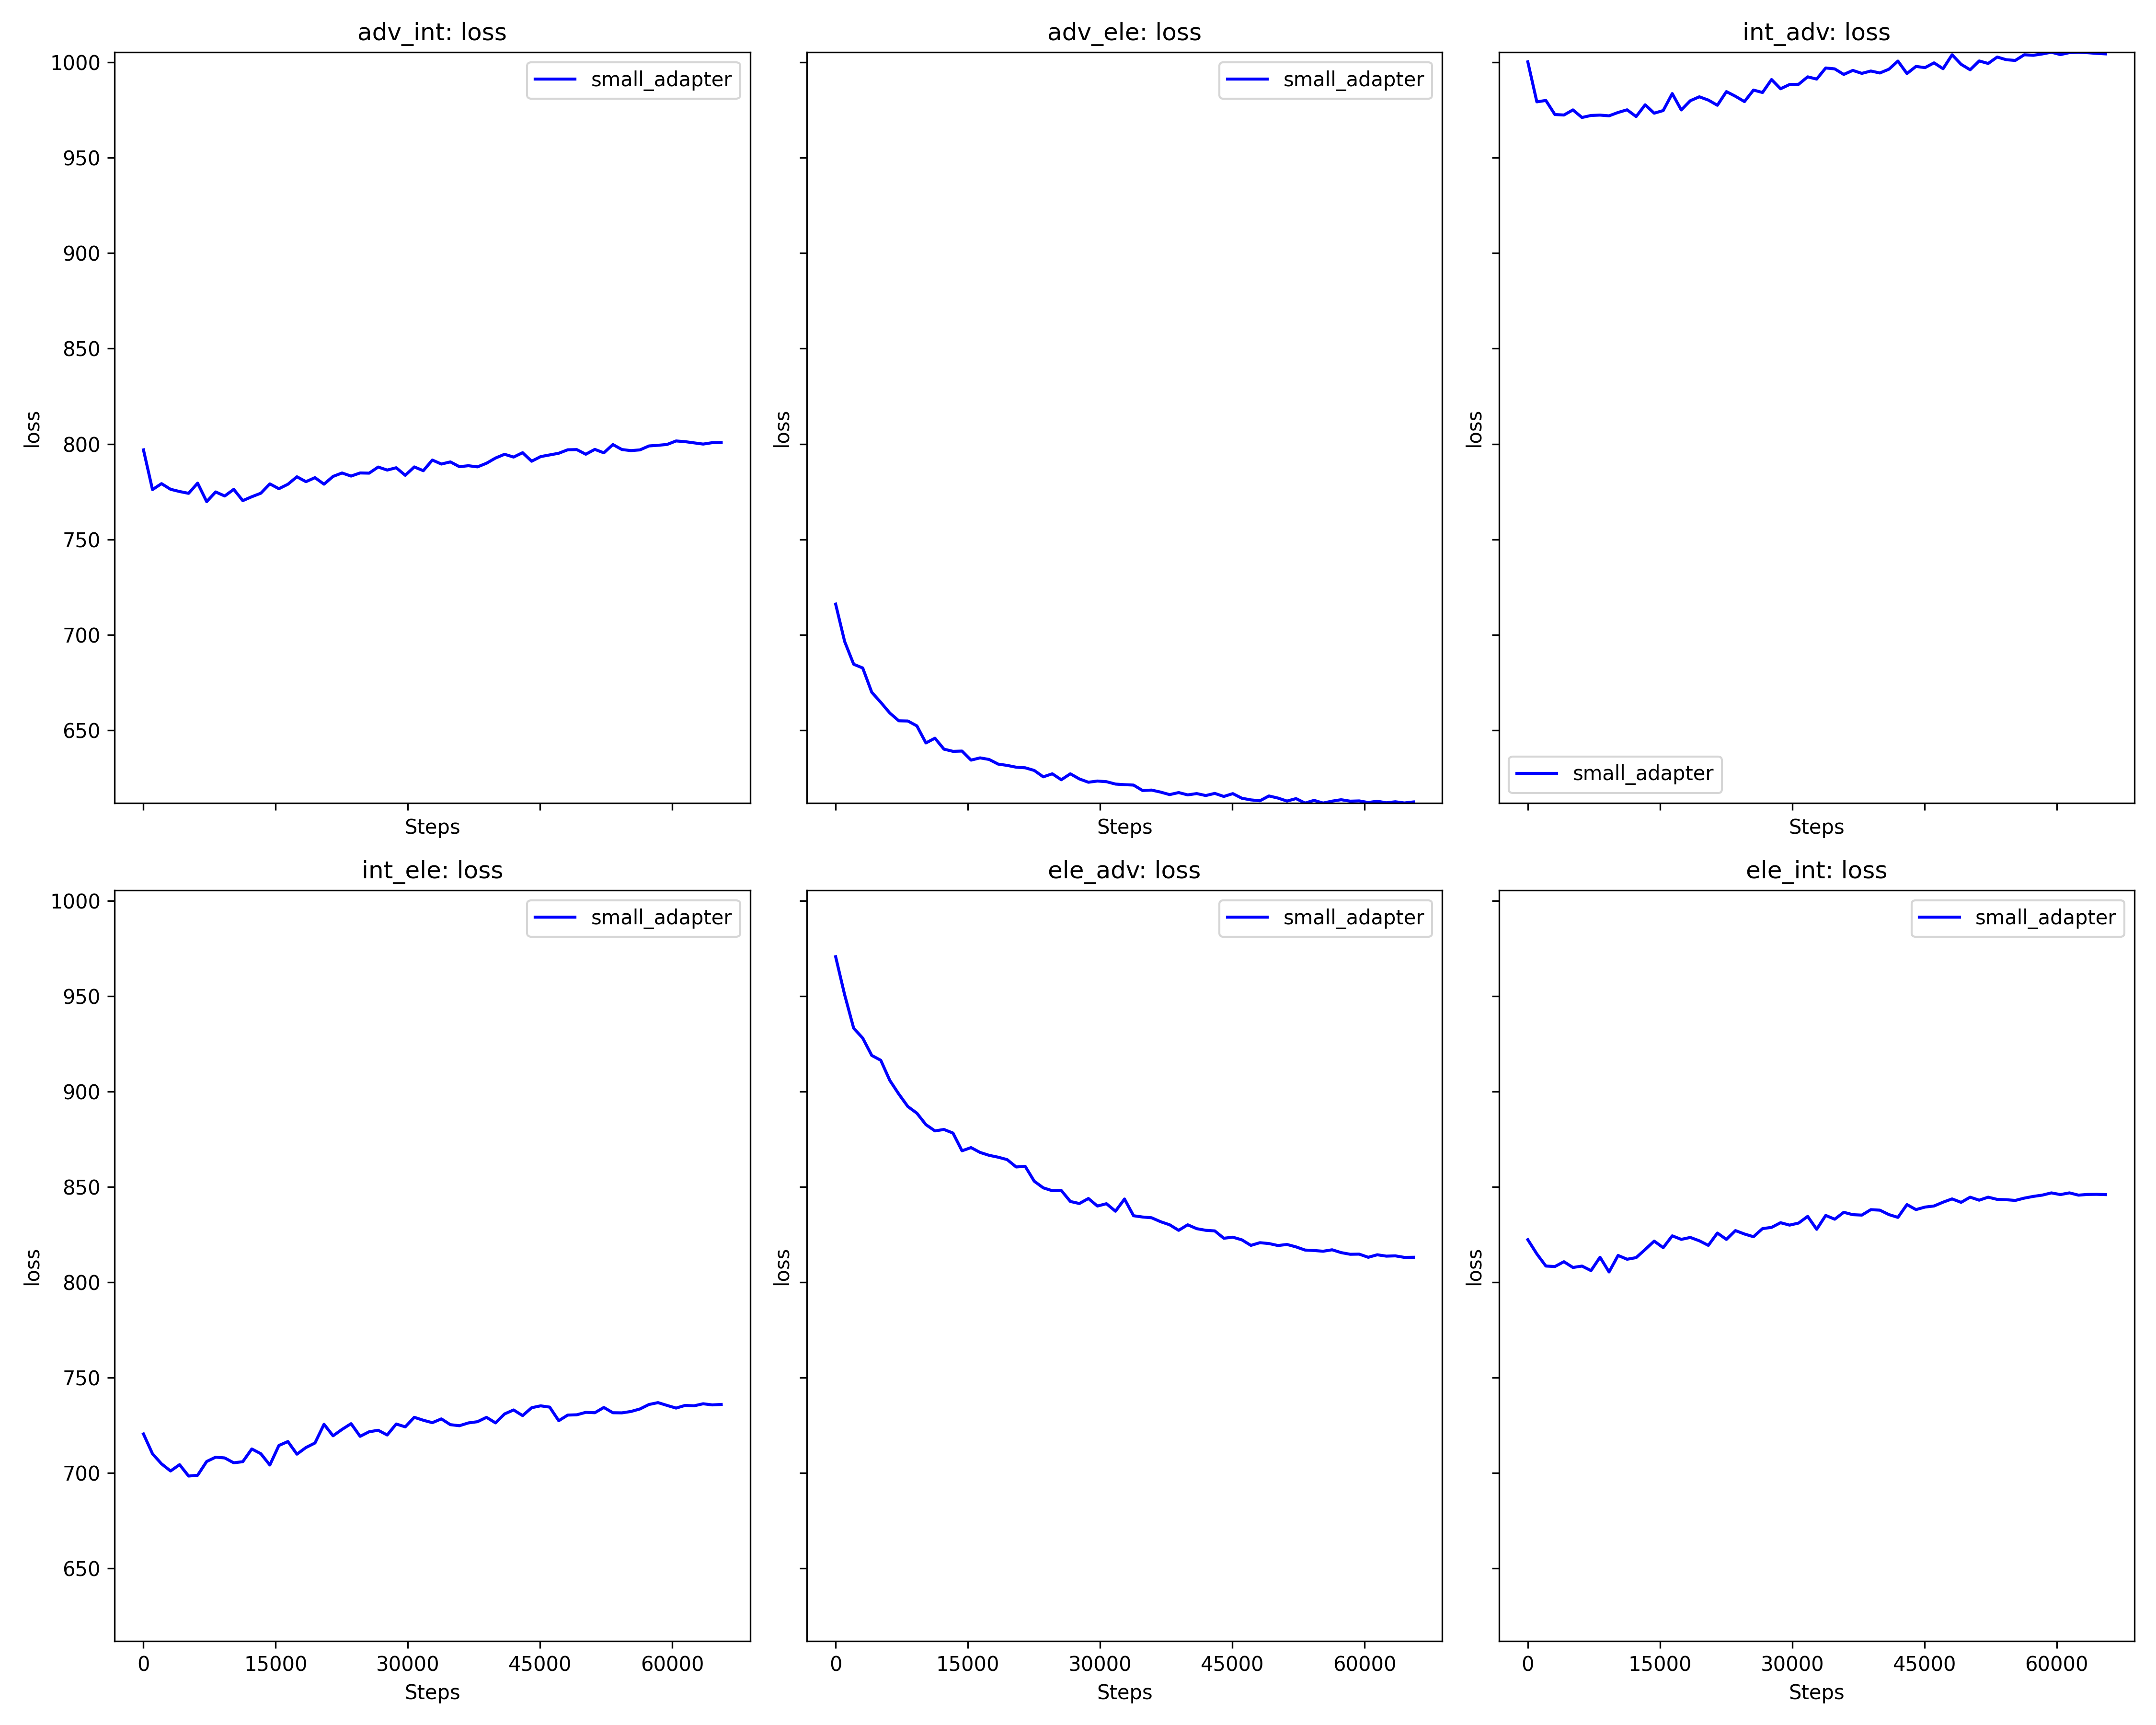 adv_int: loss
adv_ele: loss
int_adv: loss
1000
950
900
850
800
750
700
650
loss
loss
loss
small_adapter
small_adapter
small_adapter
Steps
Steps
Steps
int_ele: loss
ele_adv: loss
ele_int: loss
1000
950
900
850
800
750
700
650
loss
loss
loss
small_adapter
small_adapter
small_adapter
0 15000 30000 45000 60000
0 15000 30000 45000 60000
0 15000 30000 45000 60000
Steps
Steps
Steps